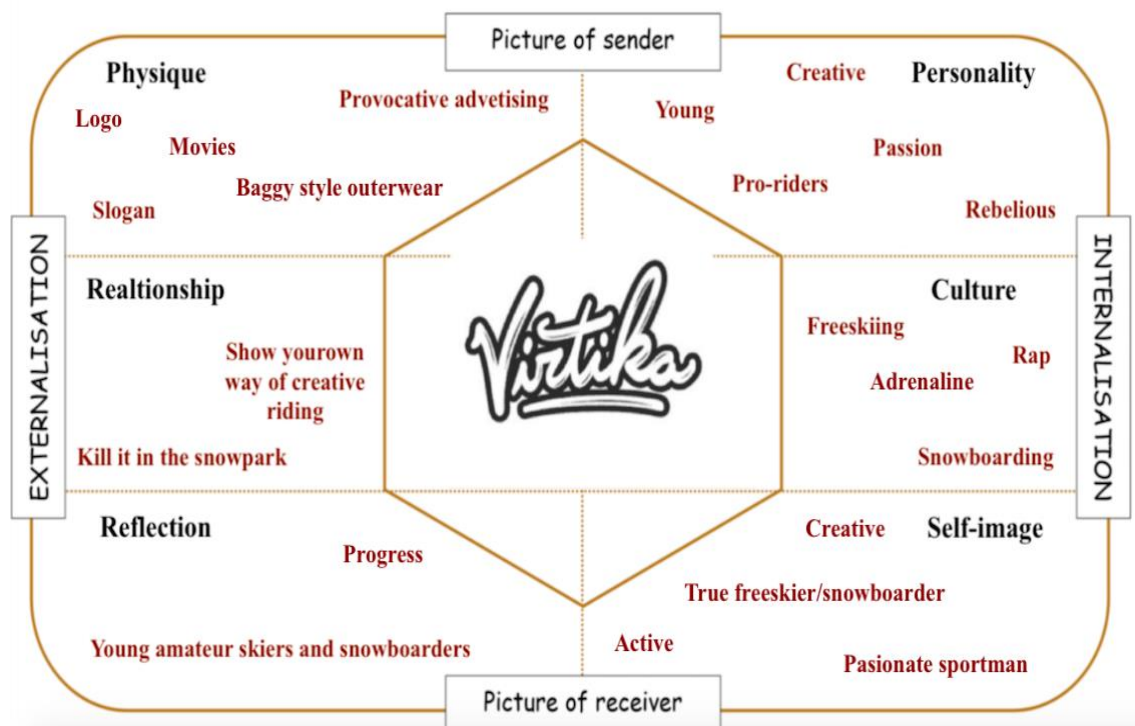 Picture of sender
Physique
Provocative advetising
Logo
Movies
Baggy style outerwear
Slogan
Creative
Personality
Young
Passion
Pro-riders
Rebelious
EXTERNALISATION
Realtionship
Show yourown
way of creative
riding
Kill it in the snowpark
Virtika
Culture
Freeskiing
Rap
Adrenaline
Snowboarding
INTERNALISATION
Reflection
Progress
Young amateur skiers and snowboarders
Creative
Self-image
True freeskier/snowboarder
Active
Pasionate sportman
Picture of receiver